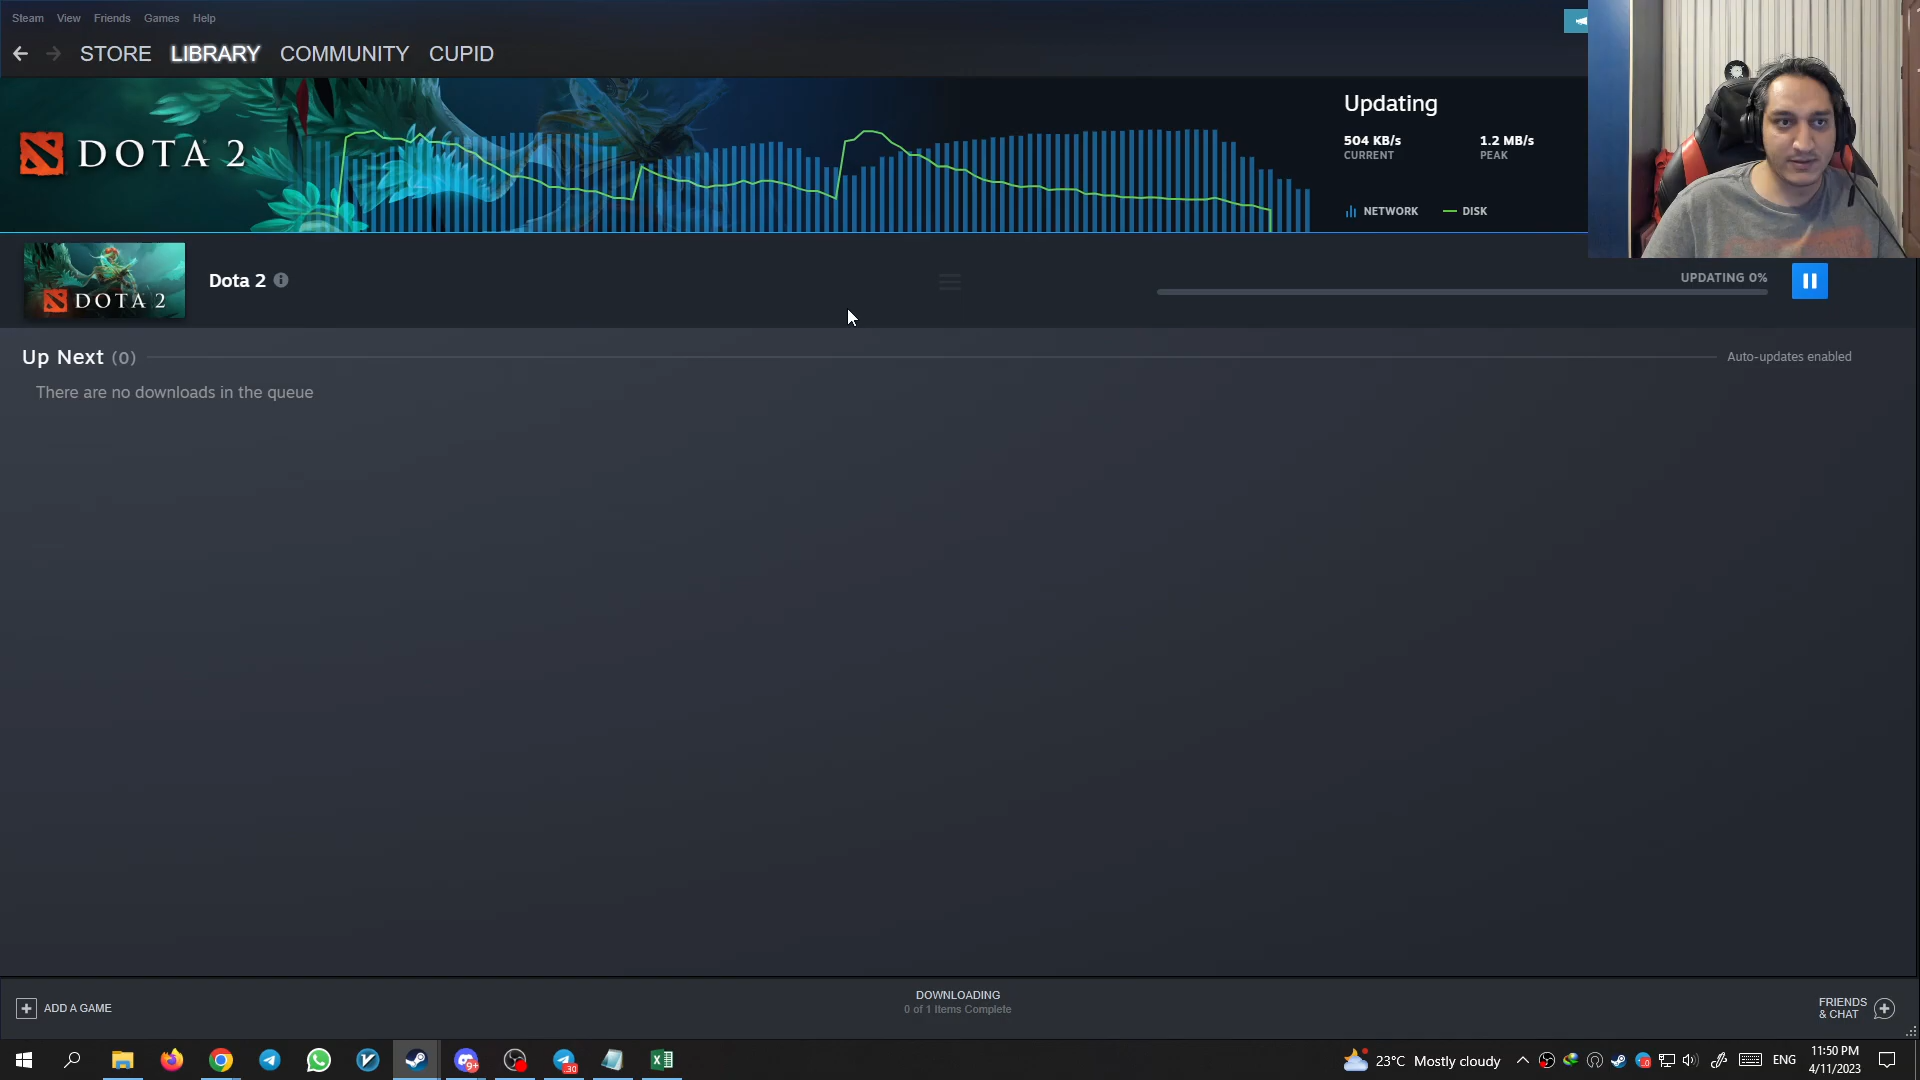 Steam View Friends Games Help
STORE LIBRARY COMMUNITY CUPID
DOTA 2
Updating
504 KB/s 1.2 MB/s
CURRENT PEAK
NETWORK DISK
DOTA 2
Dota 2
UPDATING 0%
Up Next (0)
Auto-updates enabled
There are no downloads in the queue
ADD A GAME
DOWNLOADING
0 of 1 Items Complete
FRIENDS
& CHAT
9+
30
23°C Mostly cloudy
ENG
11:50 PM
4/11/2023